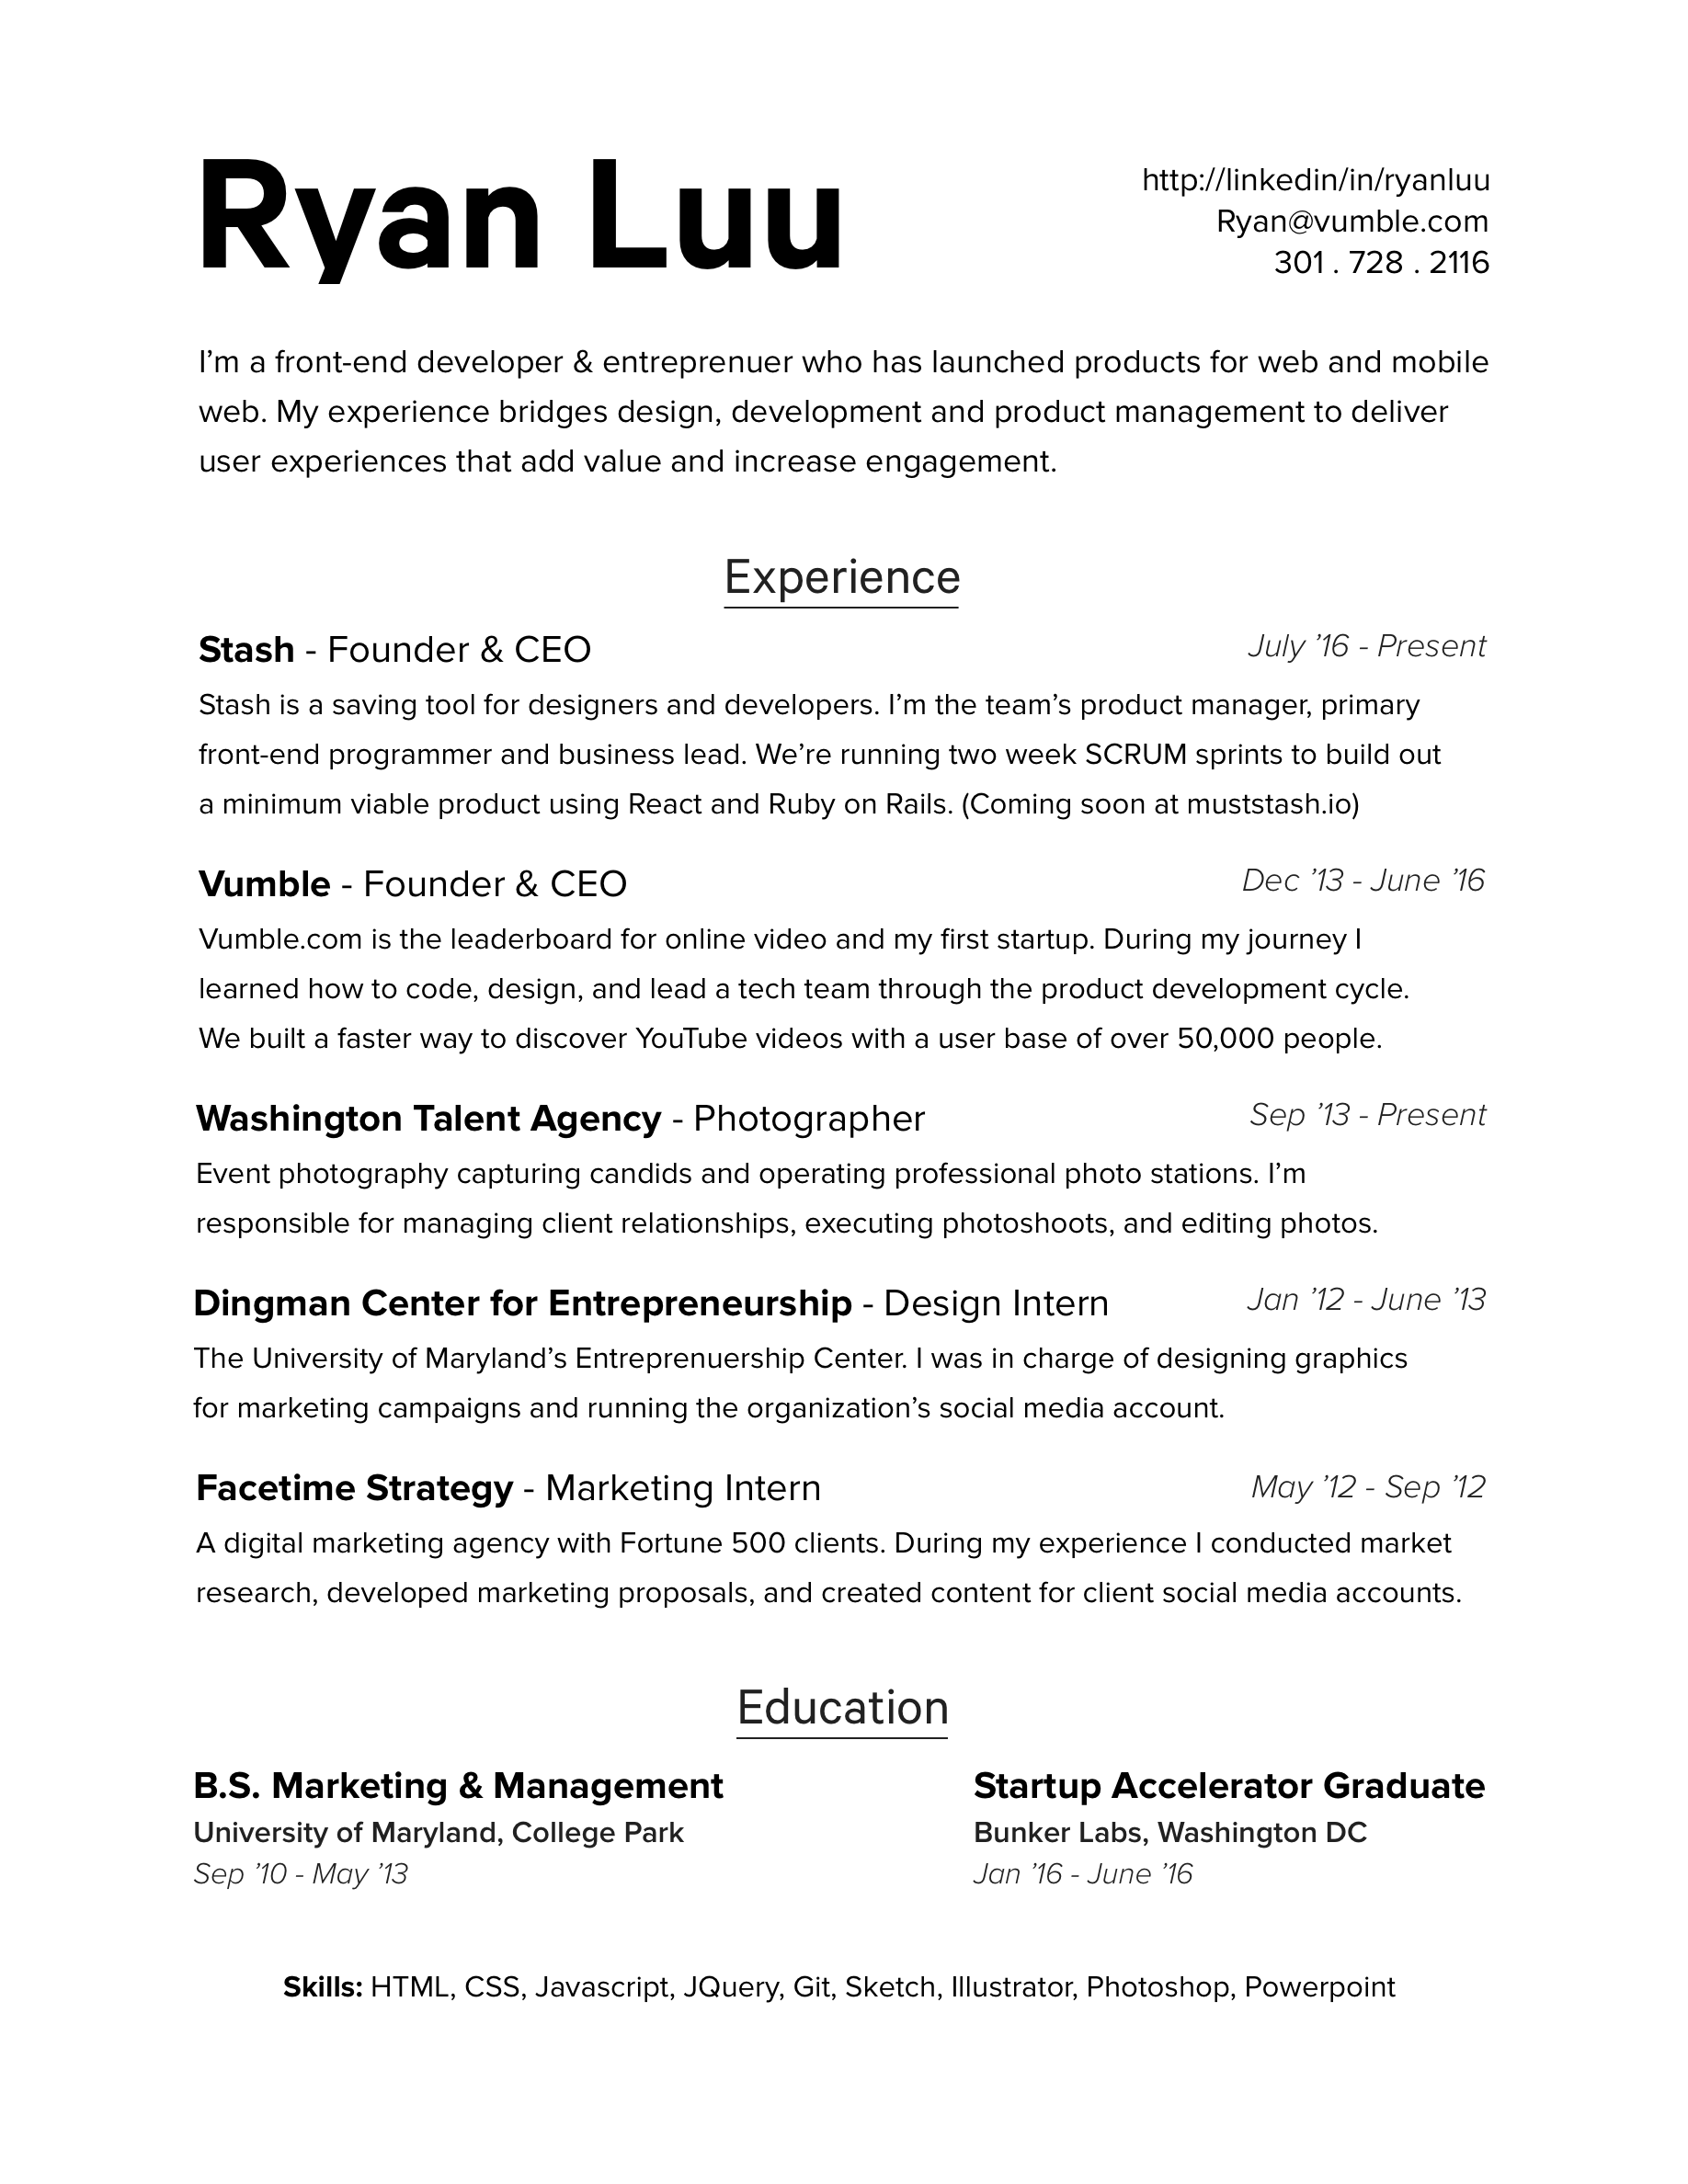 Ryan Luu
http://linkedin/in/ryanluu
Ryan@vumble.com
301 . 728 . 2116
I’m a front-end developer & entreprenuer who has launched products for web and mobile
web. My experience bridges design, development and product management to deliver
user experiences that add value and increase engagement.
Experience
Stash - Founder & CEO July ’16 - Present
Stash is a saving tool for designers and developers. I’m the team’s product manager, primary
front-end programmer and business lead. We’re running two week SCRUM sprints to build out
a minimum viable product using React and Ruby on Rails. (Coming soon at muststash.io)
Vumble - Founder & CEO Dec ’13 - June ’16
Vumble.com is the leaderboard for online video and my first startup. During my journey I
learned how to code, design, and lead a tech team through the product development cycle.
We built a faster way to discover YouTube videos with a user base of over 50,000 people.
Washington Talent Agency - Photographer Sep ’13 - Present
Event photography capturing candids and operating professional photo stations. I’m
responsible for managing client relationships, executing photoshoots, and editing photos.
Dingman Center for Entrepreneurship - Design Intern Jan ’12 - June ’13
The University of Maryland’s Entreprenuership Center. I was in charge of designing graphics
for marketing campaigns and running the organization’s social media account.
Facetime Strategy - Marketing Intern May ’12 - Sep ’12
A digital marketing agency with Fortune 500 clients. During my experience I conducted market
research, developed marketing proposals, and created content for client social media accounts.
Education
B.S. Marketing & Management
University of Maryland, College Park
Sep ’10 - May ’13
Startup Accelerator Graduate
Bunker Labs, Washington DC
Jan ’16 - June ’16
Skills: HTML, CSS, Javascript, JQuery, Git, Sketch, Illustrator, Photoshop, Powerpoint